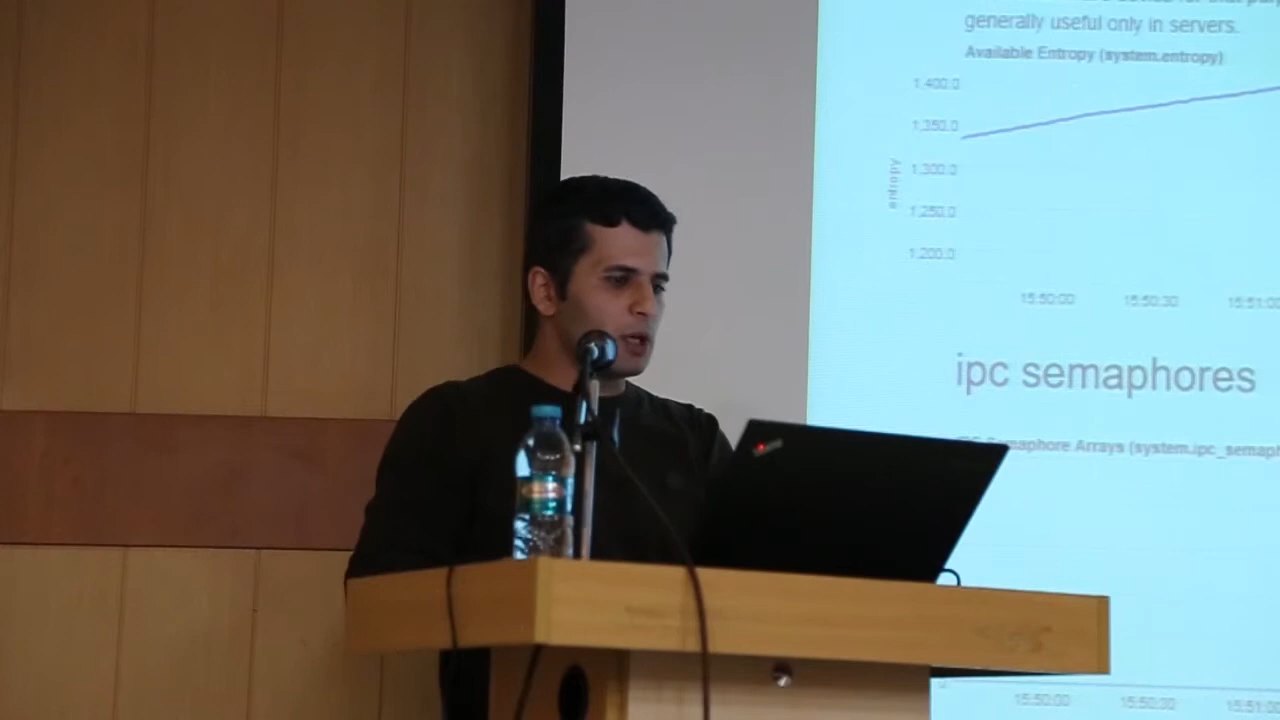 generally useful only in servers.
Available Entropy (system.entropy)
1,400.0
1,350.0
1,300.0
1,250.0
1,200.0
entropy
15:50:00 15:50:30 15:51:00
ipc semaphores
Semaphore Arrays (system.ipc_semaph
15:50:00 15:50:30 15:51:0